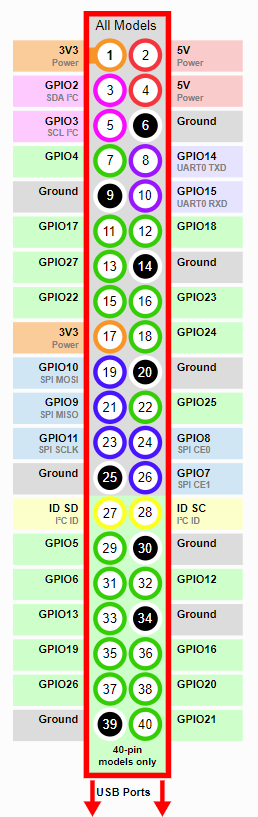 All Models
3V3 1 2 5V
Power Power
GPIO2 3 4 5V
SDA I²C Power
GPIO3 5 6 Ground
SCL I²C
GPIO4 7 8 GPIO14
UART0 TXD
Ground 9 10 GPIO15
UART0 RXD
GPIO17 11 12 GPIO18
GPIO27 13 14 Ground
GPIO22 15 16 GPIO23
3V3 17 18 GPIO24
Power
GPIO10 19 20 Ground
SPI MOSI
GPIO9 21 22 GPIO25
SPI MISO
GPIO11 23 24 GPIO8
SPI SCLK SPI CE0
Ground 25 26 GPIO7
SPI CE1
ID SD 27 28 ID SC
I²C ID I²C ID
GPIO5 29 30 Ground
GPIO6 31 32 GPIO12
GPIO13 33 34 Ground
GPIO19 35 36 GPIO16
GPIO26 37 38 GPIO20
Ground 39 40 GPIO21
40-pin
models only
USB Ports